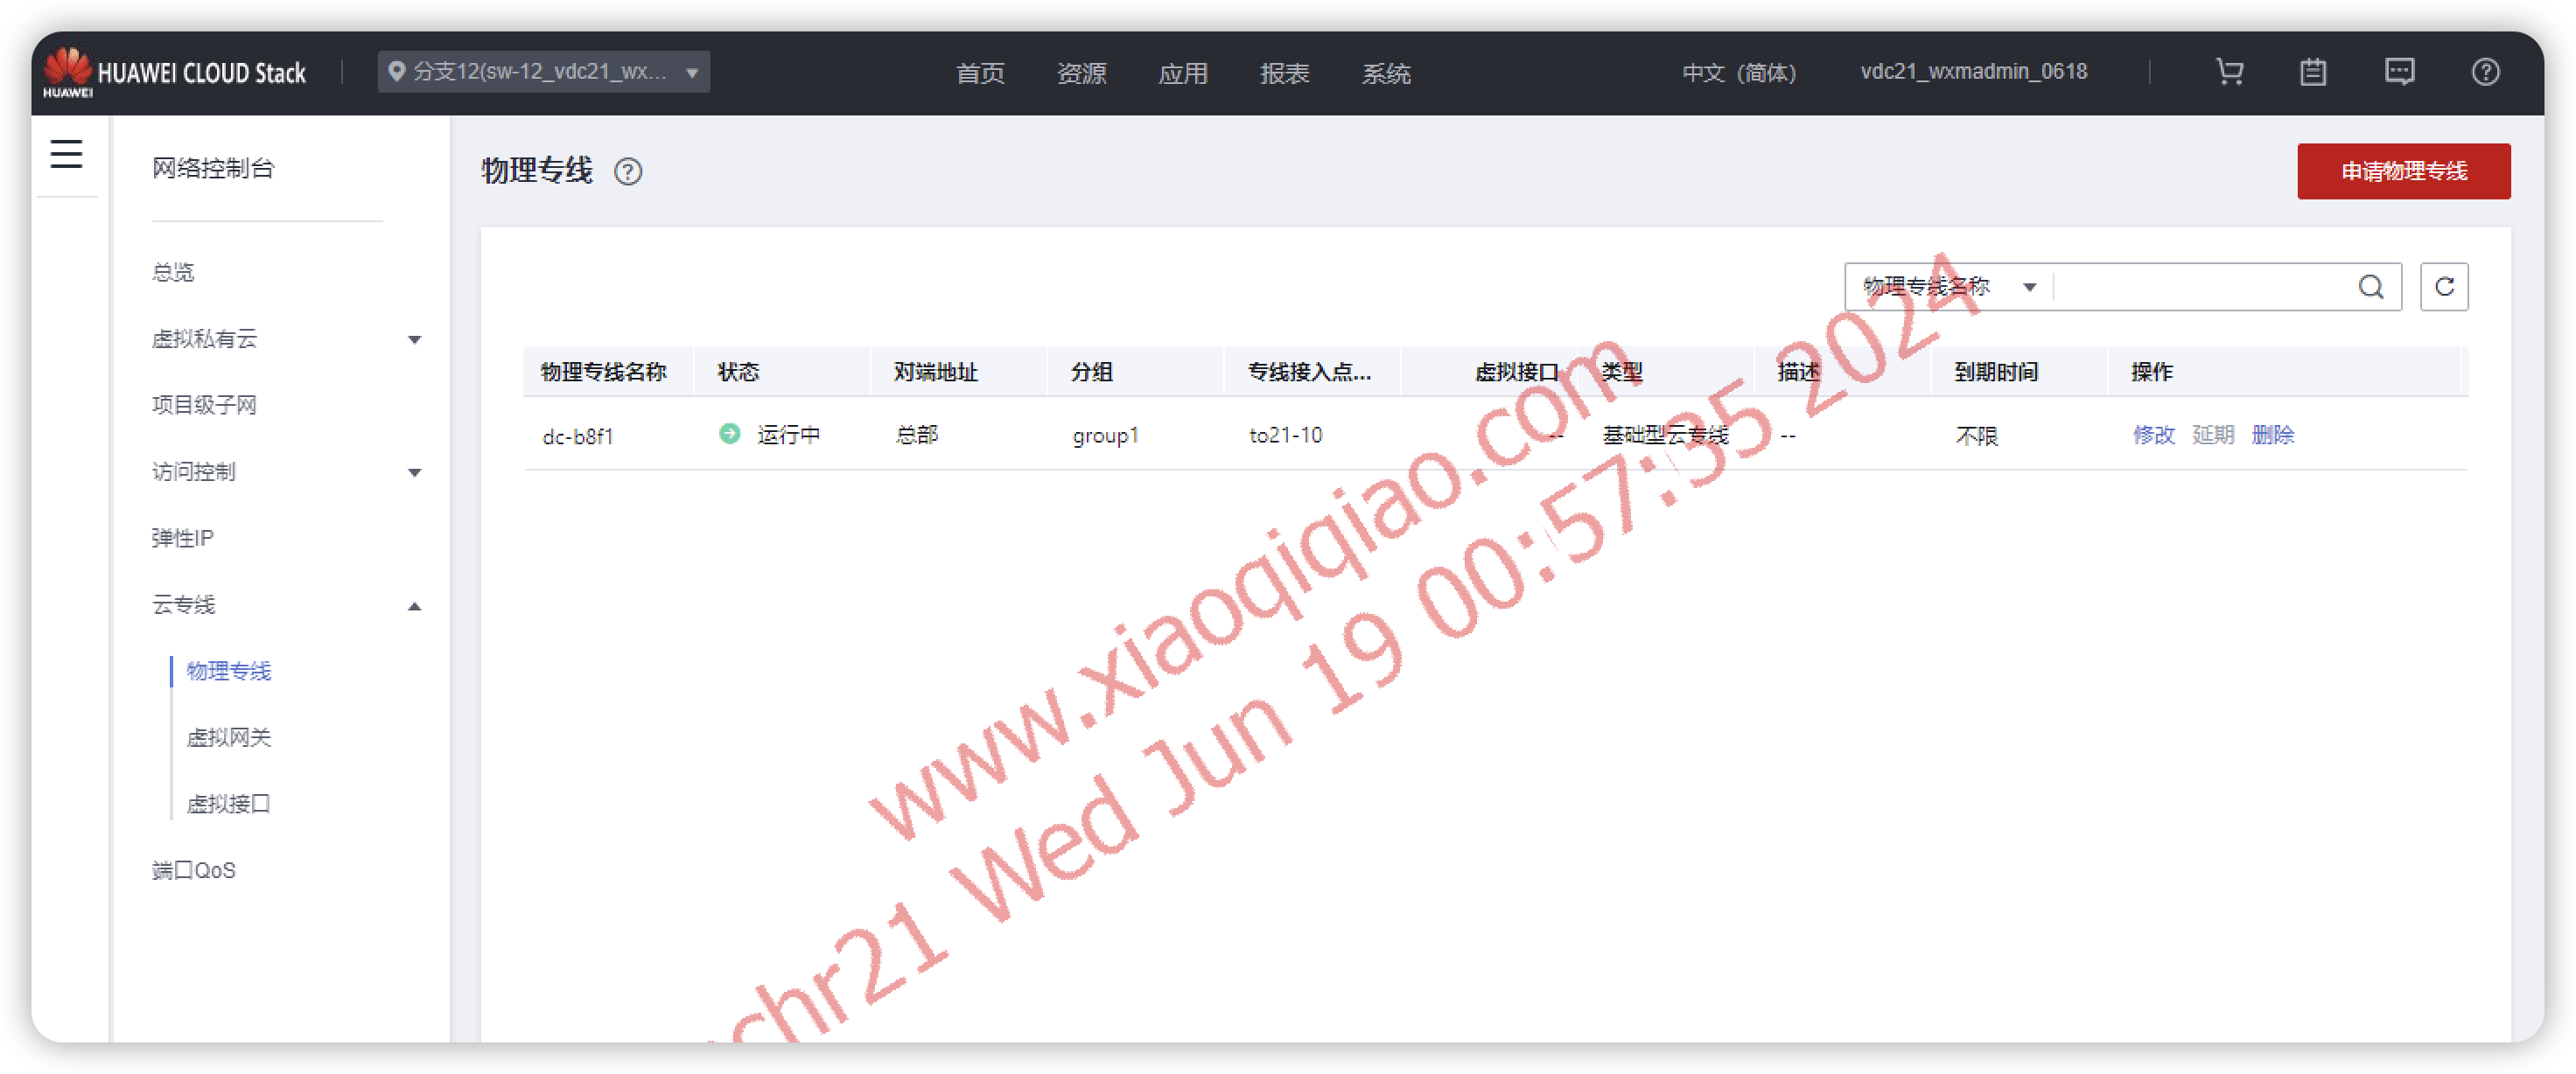 HUAWEI
HUAWEI CLOUD Stack
分支12(sw-12_vdc21_wx...
首页
资源
应用
报表
系统
中文（简体）
vdc21_wxmadmin_0618
网络控制台
总览
虚拟私有云
项目级子网
访问控制
弹性IP
云专线
物理专线
虚拟网关
虚拟接口
端口QoS
物理专线
申请物理专线
物理专线名称
物理专线名称 状态 对端地址 分组 专线接入点... 虚拟接口 类型 描述 到期时间 操作
dc-b8f1 运行中 总部 group1 to21-10 -- 基础型云专线 -- 不限 修改 延期 删除
www.xiaoqiqiao.com
chr21 Wed Jun 19 00:57:35 2024